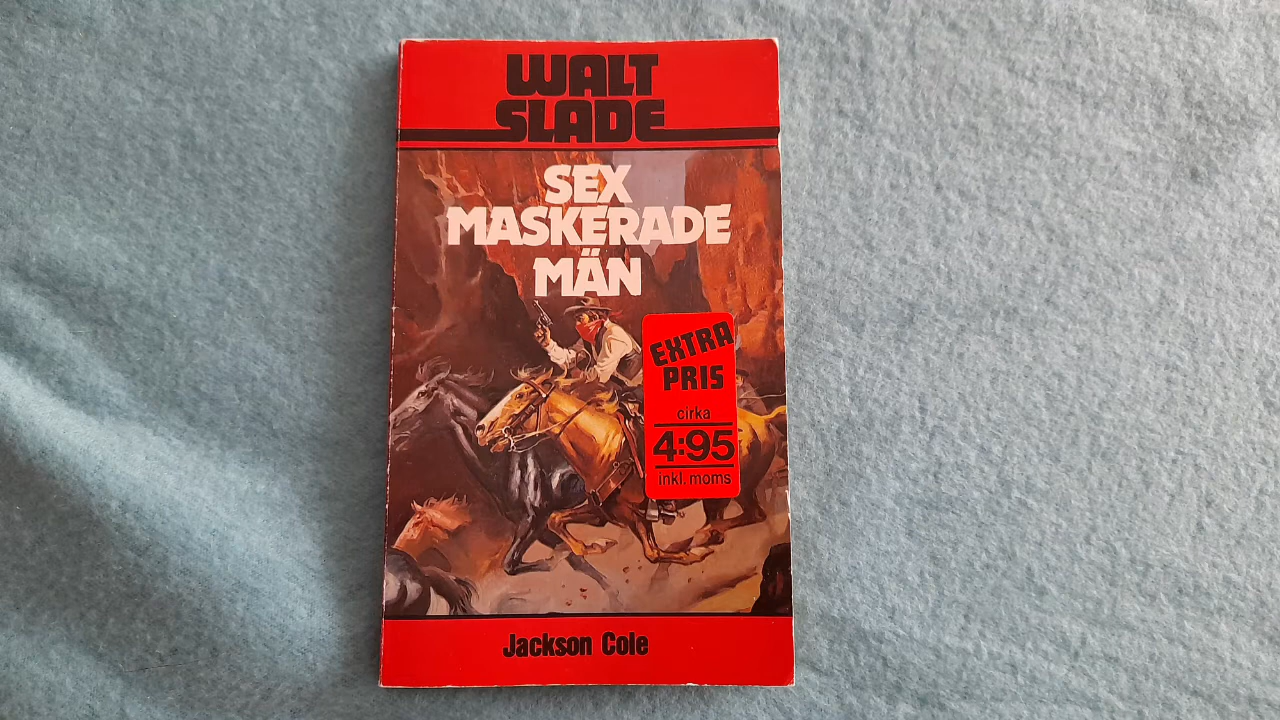 WALT
SLADE
SEX
MASKERADE
MÄN
EXTRA
PRIS
cirka
4:95
inkl. moms
Jackson Cole